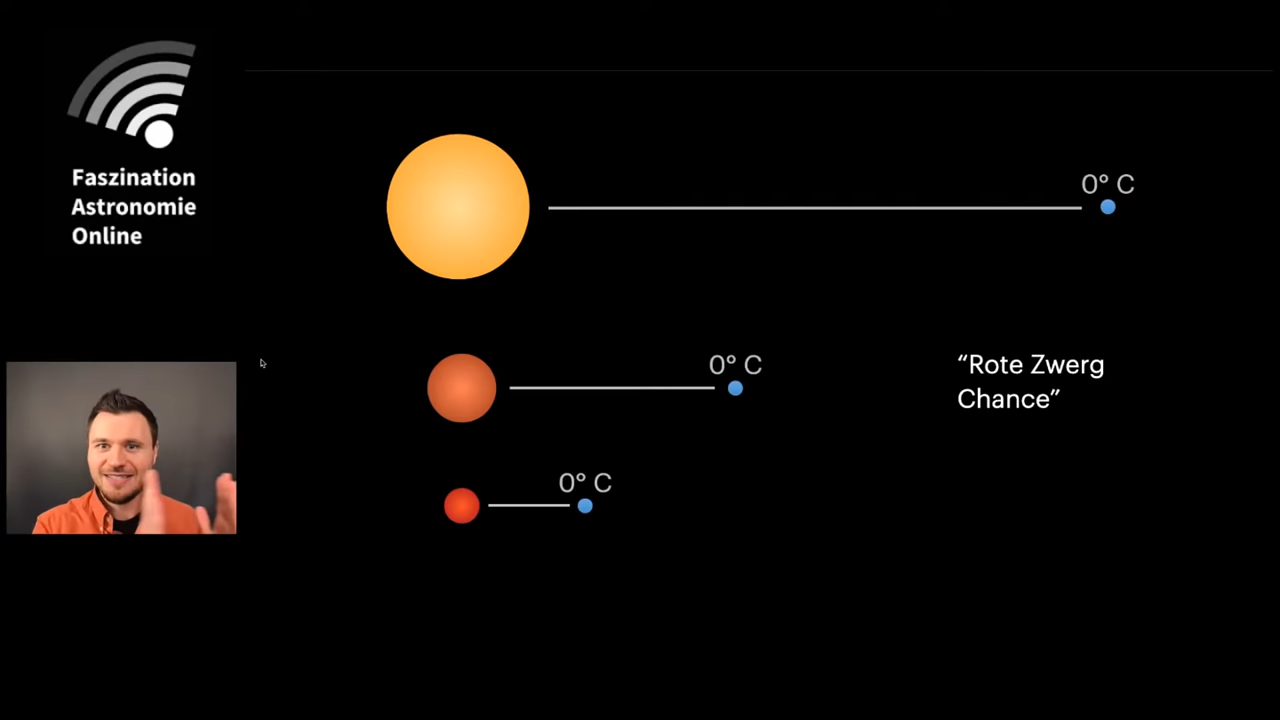 Faszination
Astronomie
Online
0° C
0° C
“Rote Zwerg
Chance”
0° C